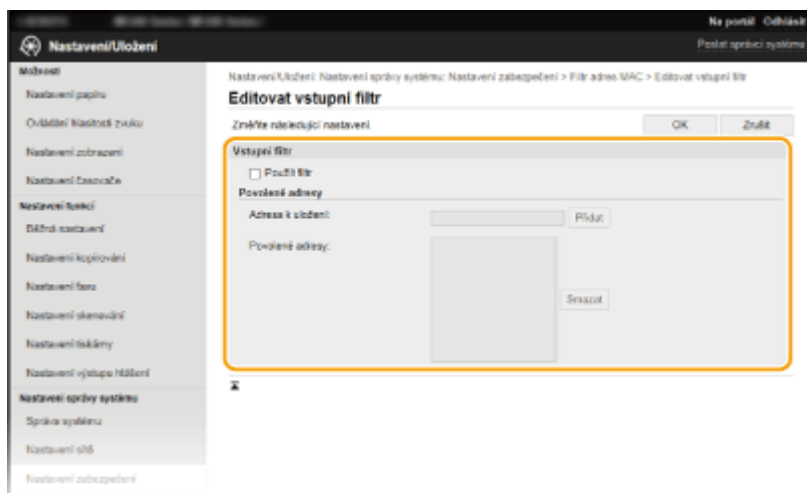 Na portál Odhlásit
Nastavení/Uložení
Poslat správci systému
Možnosti
Nastavení papíru
Ovládání hlasitosti zvuku
Nastavení zobrazení
Nastavení časovače
Nastavení funkcí
Běžná nastavení
Nastavení kopírování
Nastavení faxu
Nastavení skenování
Nastavení tiskárny
Nastavení výstupu hlášení
Nastavení správy systému
Správa systému
Nastavení sítě
Nastavení zabezpečení
Nastavení/Uložení: Nastavení správy systému: Nastavení zabezpečení > Filtr adres MAC > Editovat vstupní filtr
Editovat vstupní filtr
Změňte následující nastavení.
OK
Zrušit
Vstupní filtr
Použít filtr
Povolené adresy
Adresa k uložení:
Přidat
Povolené adresy:
Smazat